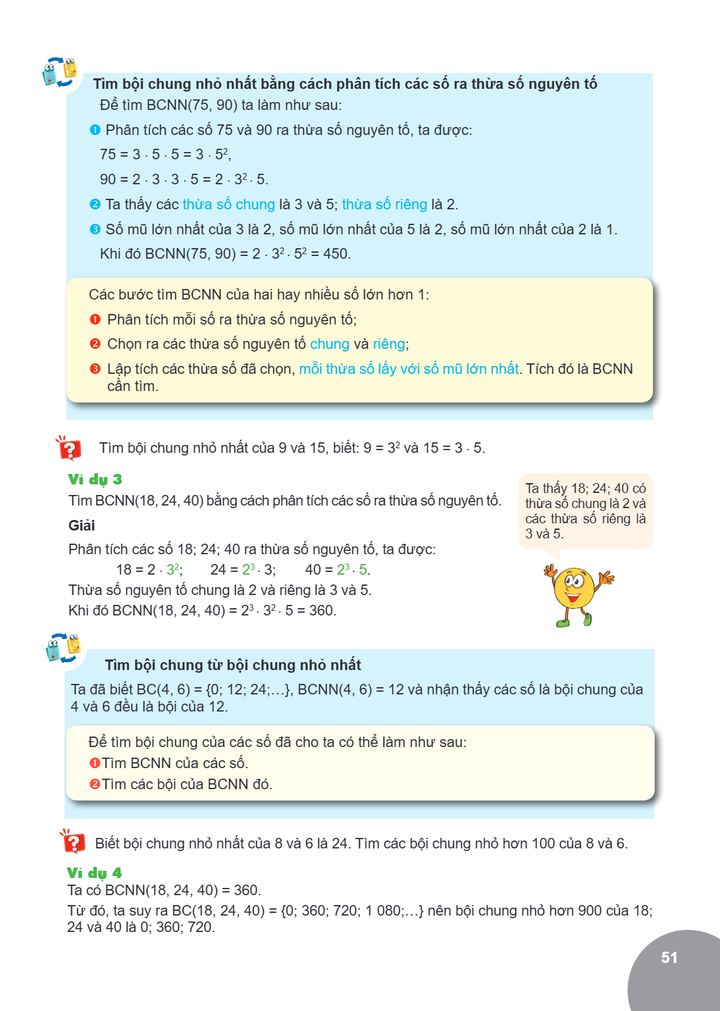 Tìm bội chung nhỏ nhất bằng cách phân tích các số ra thừa số nguyên tố
Để tìm BCNN(75, 90) ta làm như sau:
❶ Phân tích các số 75 và 90 ra thừa số nguyên tố, ta được:
75 = 3 · 5 · 5 = 3 · 5²,
90 = 2 · 3 · 3 · 5 = 2 · 3² · 5.
❷ Ta thấy các thừa số chung là 3 và 5; thừa số riêng là 2.
❸ Số mũ lớn nhất của 3 là 2, số mũ lớn nhất của 5 là 2, số mũ lớn nhất của 2 là 1.
Khi đó BCNN(75, 90) = 2 · 3² · 5² = 450.
Các bước tìm BCNN của hai hay nhiều số lớn hơn 1:
❶ Phân tích mỗi số ra thừa số nguyên tố;
❷ Chọn ra các thừa số nguyên tố chung và riêng;
❸ Lập tích các thừa số đã chọn, mỗi thừa số lấy với số mũ lớn nhất. Tích đó là BCNN
cần tìm.
? Tìm bội chung nhỏ nhất của 9 và 15, biết: 9 = 3² và 15 = 3 · 5.
Ví dụ 3
Tìm BCNN(18, 24, 40) bằng cách phân tích các số ra thừa số nguyên tố.
Giải
Phân tích các số 18; 24; 40 ra thừa số nguyên tố, ta được:
18 = 2 · 3²; 24 = 2³ · 3; 40 = 2³ · 5.
Thừa số nguyên tố chung là 2 và riêng là 3 và 5.
Khi đó BCNN(18, 24, 40) = 2³ · 3² · 5 = 360.
Ta thấy 18; 24; 40 có
thừa số chung là 2 và
các thừa số riêng là
3 và 5.
Tìm bội chung từ bội chung nhỏ nhất
Ta đã biết BC(4, 6) = {0; 12; 24;…}, BCNN(4, 6) = 12 và nhận thấy các số là bội chung của
4 và 6 đều là bội của 12.
Để tìm bội chung của các số đã cho ta có thể làm như sau:
❶Tìm BCNN của các số.
❷Tìm các bội của BCNN đó.
? Biết bội chung nhỏ nhất của 8 và 6 là 24. Tìm các bội chung nhỏ hơn 100 của 8 và 6.
Ví dụ 4
Ta có BCNN(18, 24, 40) = 360.
Từ đó, ta suy ra BC(18, 24, 40) = {0; 360; 720; 1 080;…} nên bội chung nhỏ hơn 900 của 18;
24 và 40 là 0; 360; 720.
51